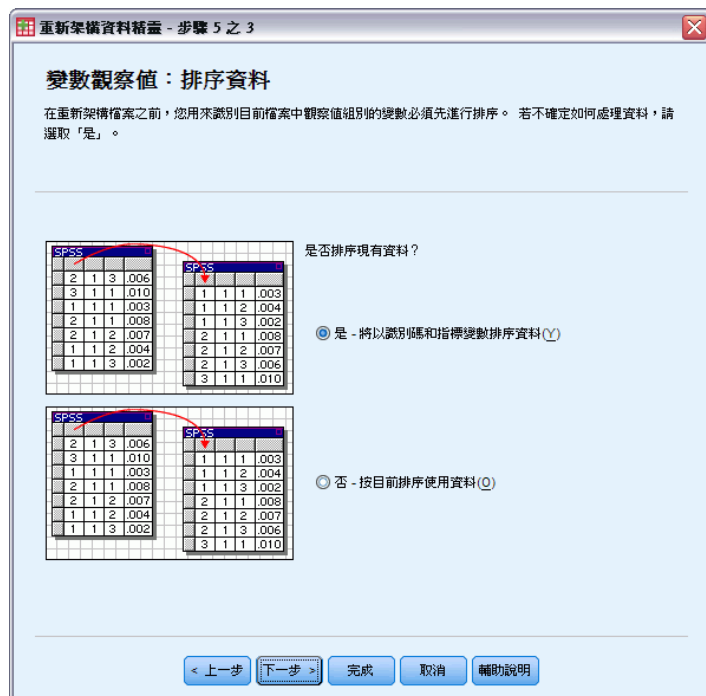 重新架構資料精靈 - 步驟 5 之 3
變數觀察值：排序資料
在重新架構檔案之前，您用來識別目前檔案中觀察值組別的變數必須先進行排序。 若不確定如何處理資料，請
選取「是」。
是否排序現有資料？
SPSS
2 1 3 .006
3 1 1 .010
1 1 1 .003
2 1 1 .008
2 1 2 .007
1 1 2 .004
1 1 3 .002
SPSS
1 1 1 .003
1 1 2 .004
1 1 3 .002
2 1 1 .008
2 1 2 .007
2 1 3 .006
3 1 1 .010
是 - 將以識別碼和指標變數排序資料(Y)
SPSS
2 1 3 .006
3 1 1 .010
1 1 1 .003
2 1 1 .008
2 1 2 .007
1 1 2 .004
1 1 3 .002
SPSS
1 1 1 .003
1 1 2 .004
1 1 3 .002
2 1 1 .008
2 1 2 .007
2 1 3 .006
3 1 1 .010
否 - 按目前排序使用資料(O)
< 上一步 下一步 > 完成 取消 輔助說明